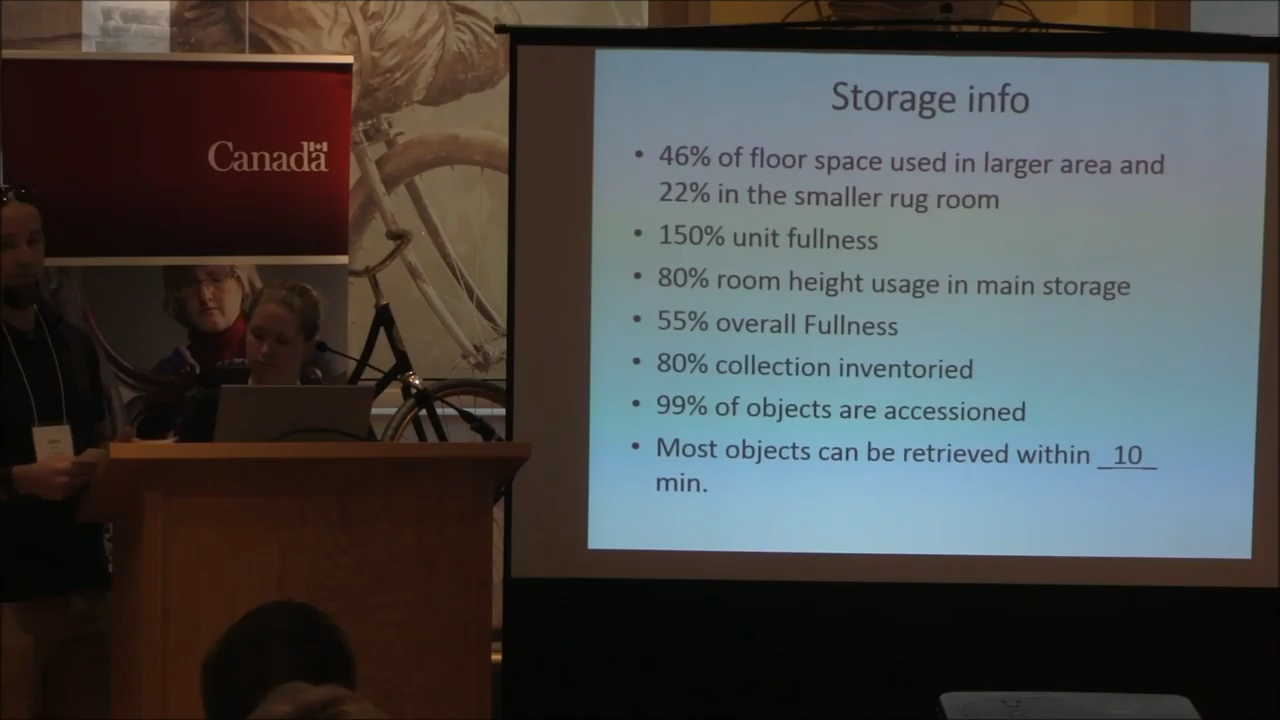 Canada
Storage info
• 46% of floor space used in larger area and
22% in the smaller rug room
• 150% unit fullness
• 80% room height usage in main storage
• 55% overall Fullness
• 80% collection inventoried
• 99% of objects are accessioned
• Most objects can be retrieved within _10_
min.